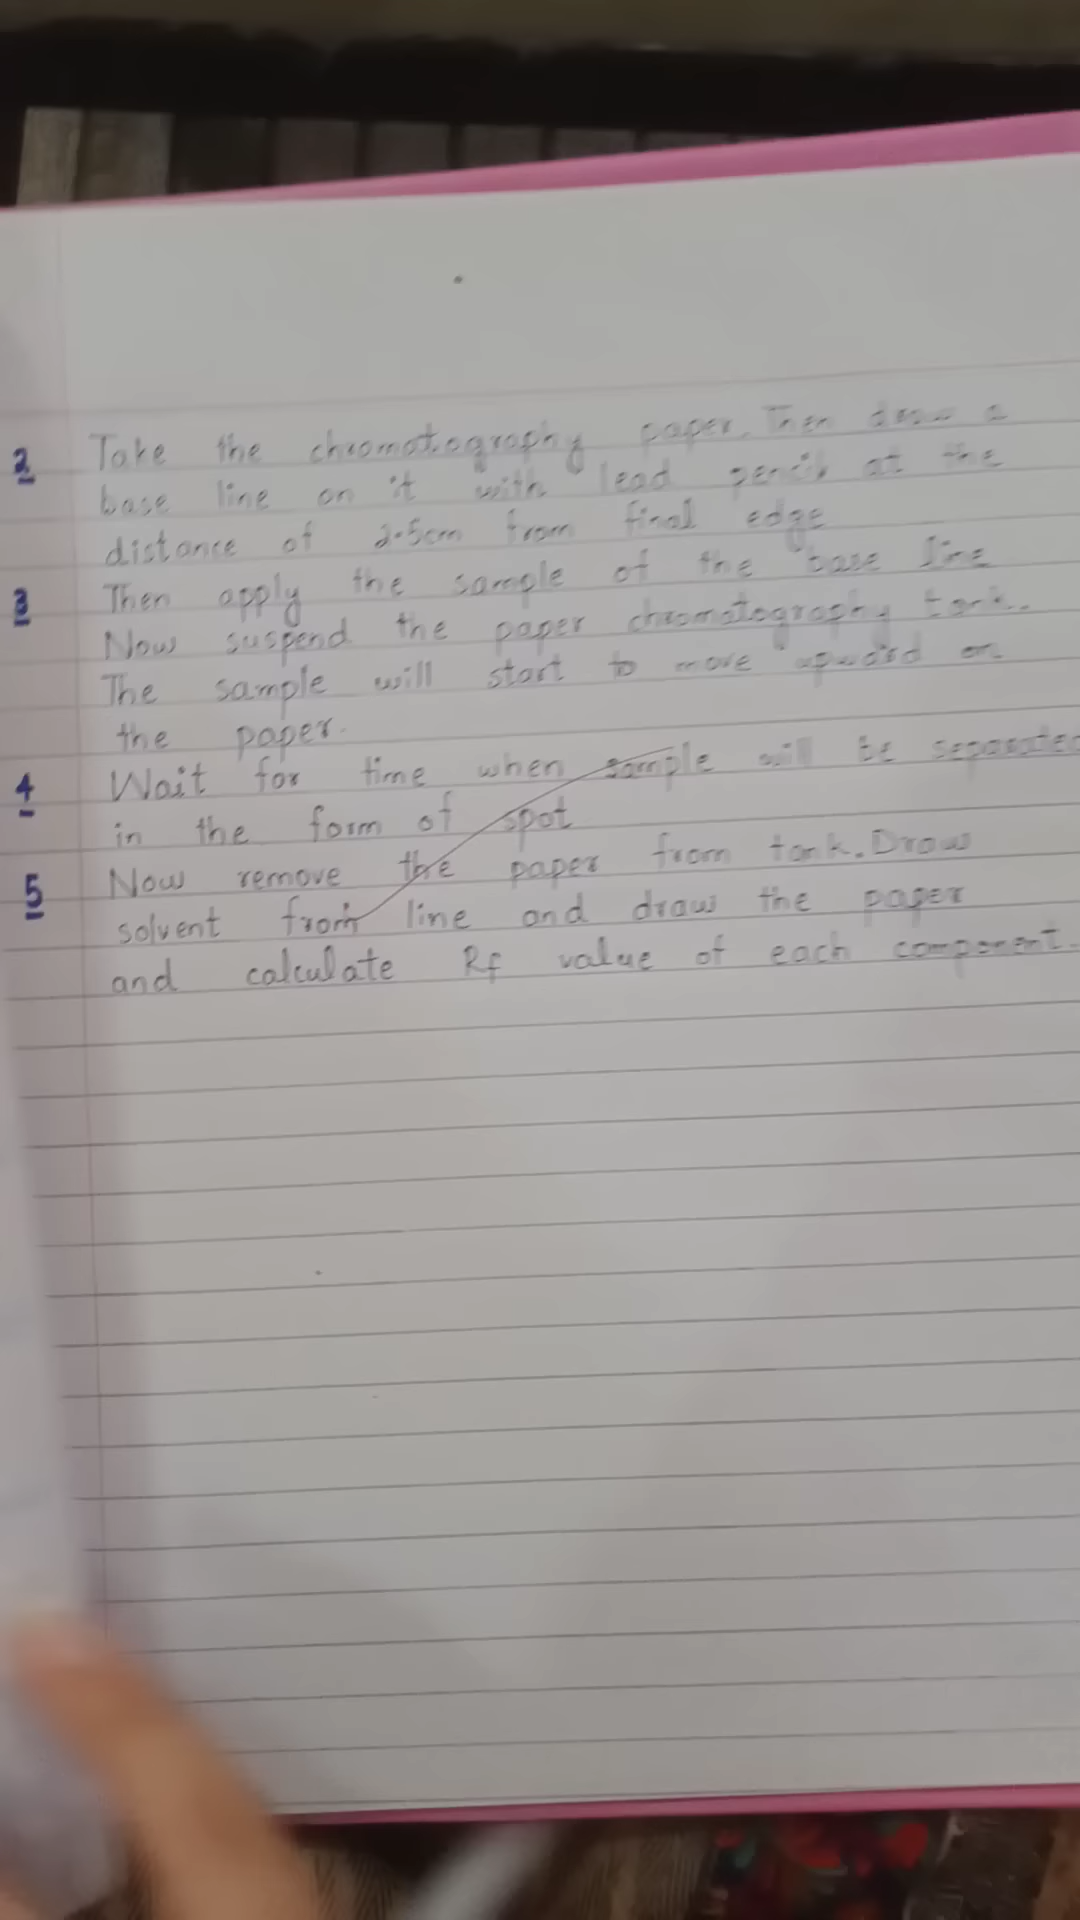 2 Take the chromotography paper. Then draw a
base line on it with lead pencil at the
distance of 2.5cm from final edge
3 Then apply the sample of the base line
Now suspend the paper chromatography tank.
The sample will start to move upward on
the paper.
4 Wait for time when sample will be separated
in the form of spot
5 Now remove the paper from tank. Draw
solvent from line and draw the paper
and calculate Rf value of each component.